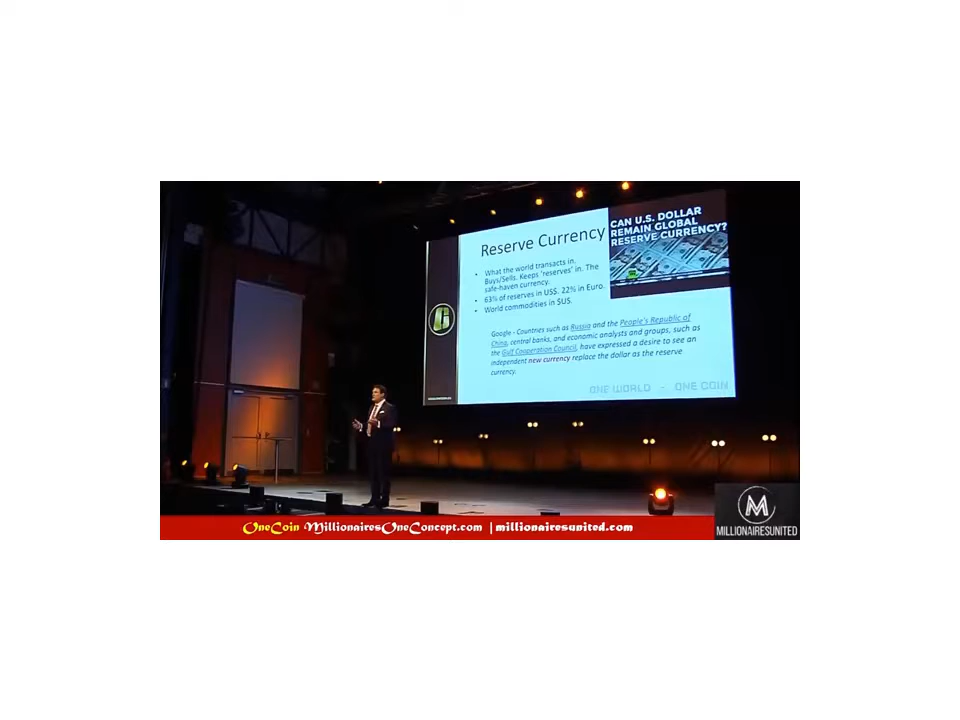 Reserve Currency
CAN U.S. DOLLAR
REMAIN GLOBAL
RESERVE CURRENCY?
• What the world transacts in.
Buys/Sells. Keeps 'reserves' in. The
safe-haven currency.
• 63% of reserves in US$. 22% in Euro.
• World commodities in $US.
Google - Countries such as Russia and the People's Republic of
China, central banks, and economic analysts and groups, such as
the Gulf Cooperation Council, have expressed a desire to see an
independent new currency replace the dollar as the reserve
currency.
ONE WORLD - ONE COIN
OneCoin MillionairesOneConcept.com | millionairesunited.com
M
MILLIONAIRESUNITED